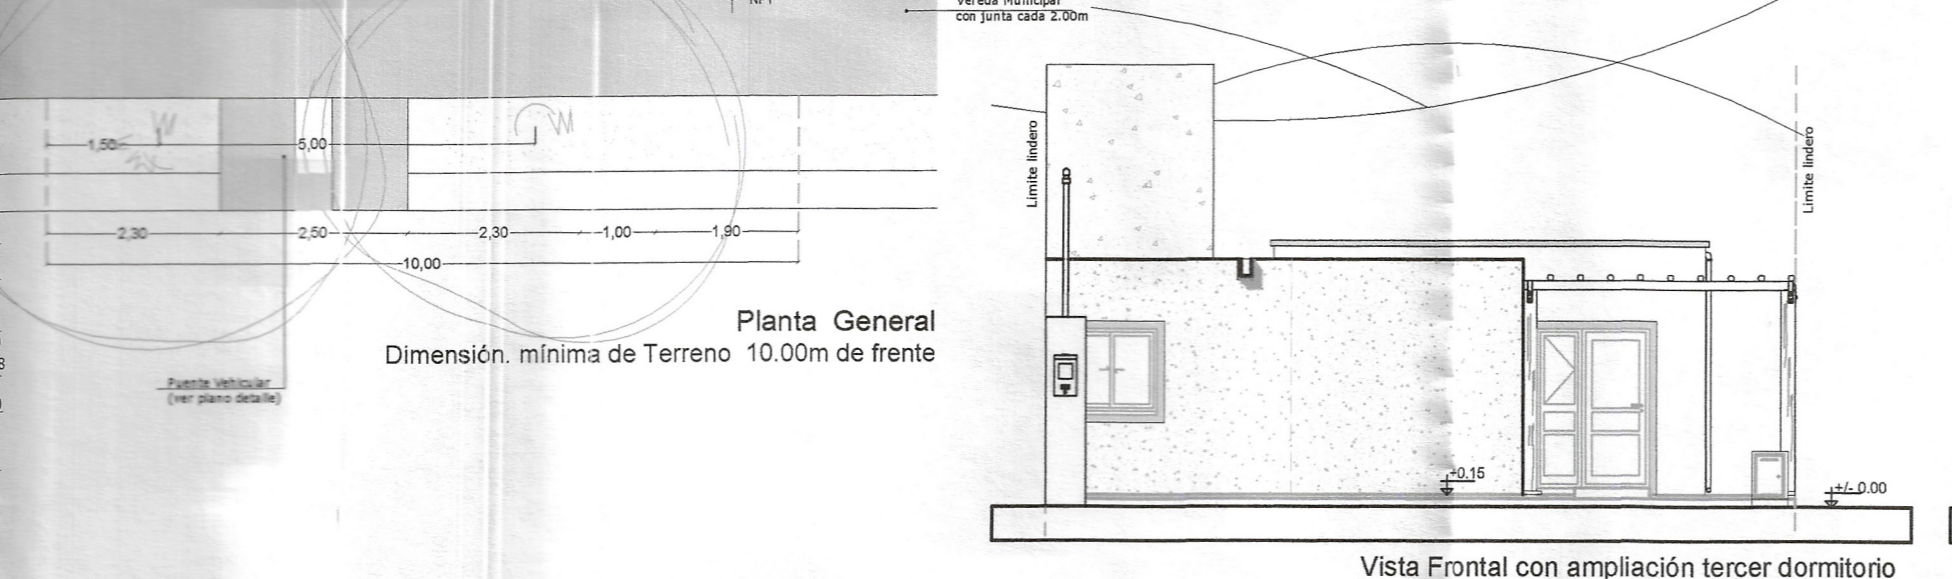 NPT
Vereda Municipal
con junta cada 2.00m
1,50
5,00
2,30
2,50
2,30
1,00
1,90
10,00
Planta General
Dimensión. mínima de Terreno 10.00m de frente
Puente Vehicular
(ver plano detalle)
Limite lindero
Limite lindero
+0.15
+/- 0.00
Vista Frontal con ampliación tercer dormitorio